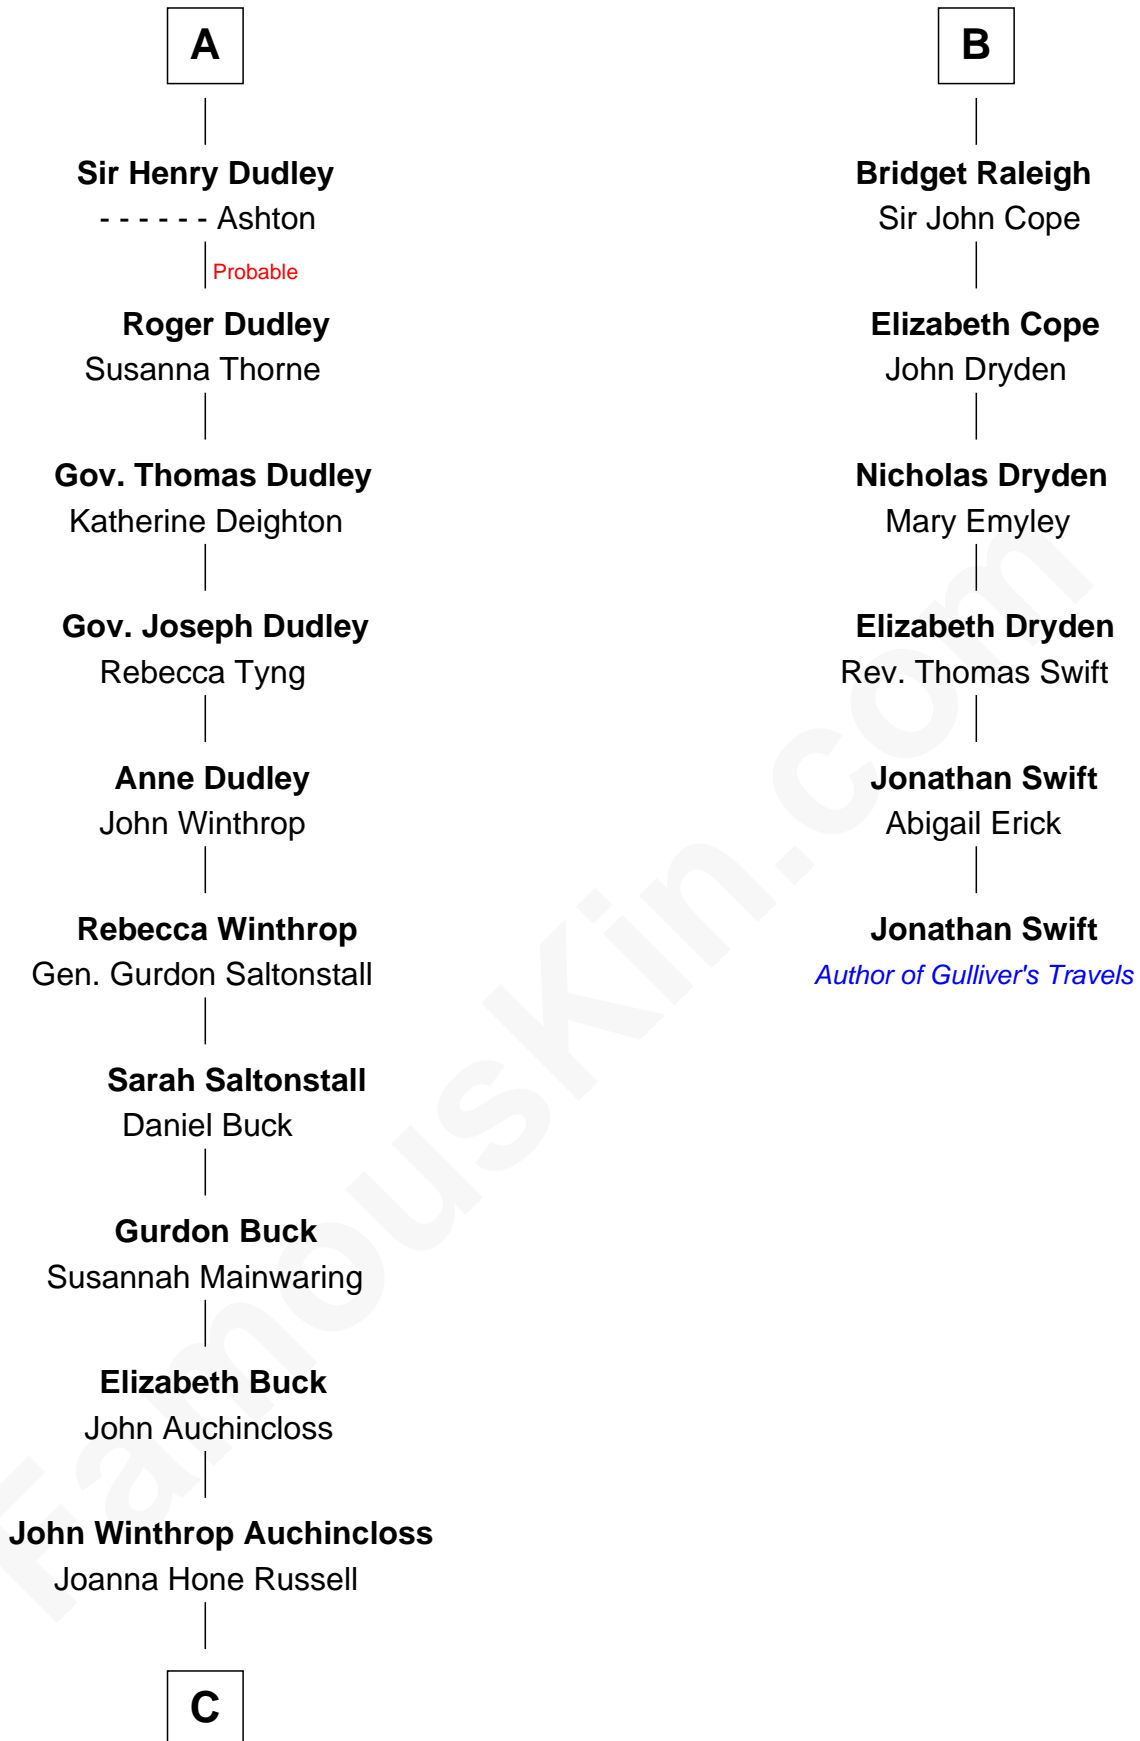 A
Sir Henry Dudley
- - - - - - Ashton
Probable
Roger Dudley
Susanna Thorne
Gov. Thomas Dudley
Katherine Deighton
Gov. Joseph Dudley
Rebecca Tyng
Anne Dudley
John Winthrop
Rebecca Winthrop
Gen. Gurdon Saltonstall
Sarah Saltonstall
Daniel Buck
Gurdon Buck
Susannah Mainwaring
Elizabeth Buck
John Auchincloss
John Winthrop Auchincloss
Joanna Hone Russell
C
B
Bridget Raleigh
Sir John Cope
Elizabeth Cope
John Dryden
Nicholas Dryden
Mary Emyley
Elizabeth Dryden
Rev. Thomas Swift
Jonathan Swift
Abigail Erick
Jonathan Swift
Author of Gulliver's Travels
FamousKin.com